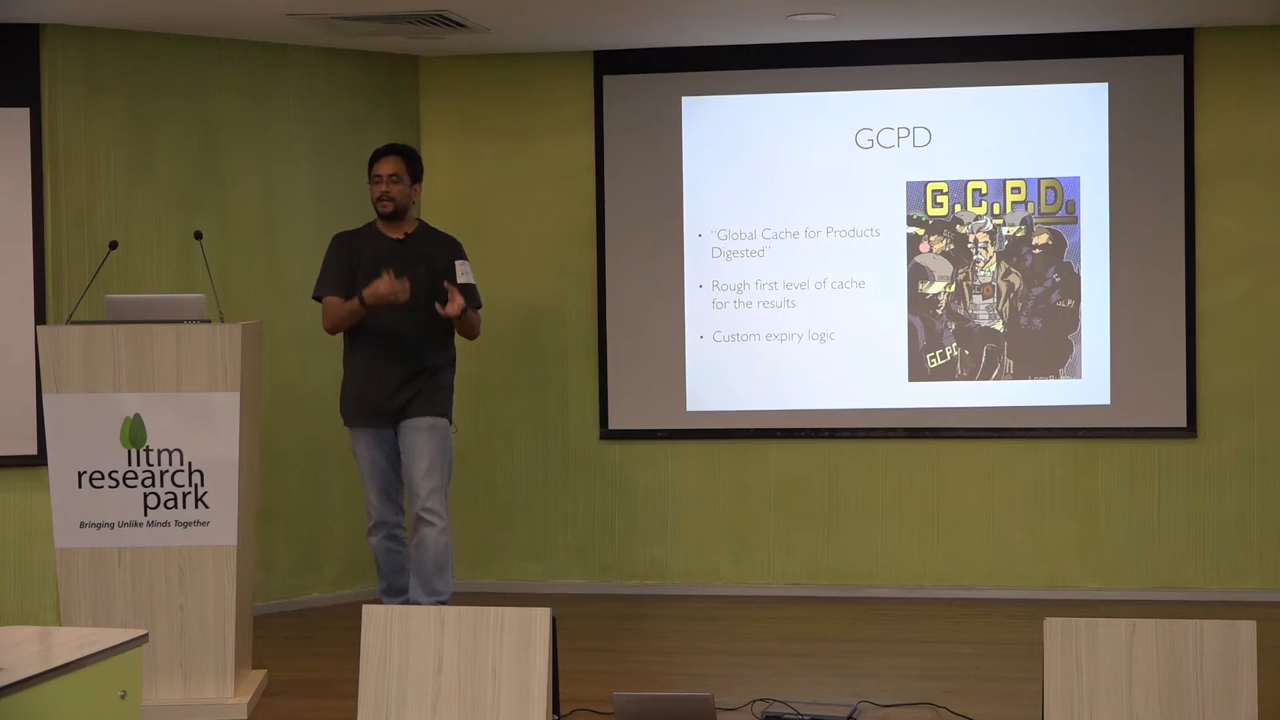 GCPD
• "Global Cache for Products
Digested"
• Rough first level of cache
for the results
• Custom expiry logic
G.C.P.D.
GCPD
iitm
research
park
Bringing Unlike Minds Together